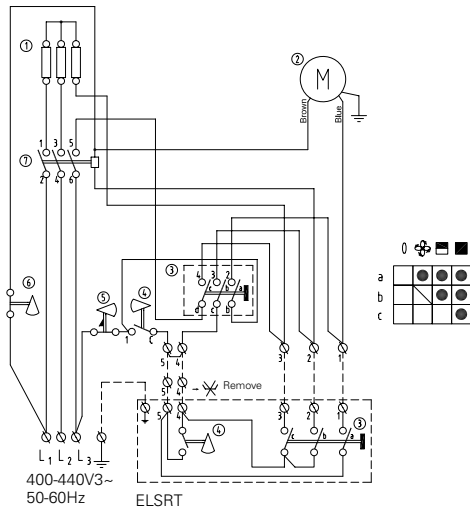 1
2
M
Brown
Blue
1 3 5
7
2 4 6
3
4 3 2
c b a
d c b
6
5
4
1 C
5 4
3 2 1
5 4
Remove
5 4
3 2 1
4
c b a
3
L1 L2 L3
400-440V3~
50-60Hz
ELSRT
0
a
b
c